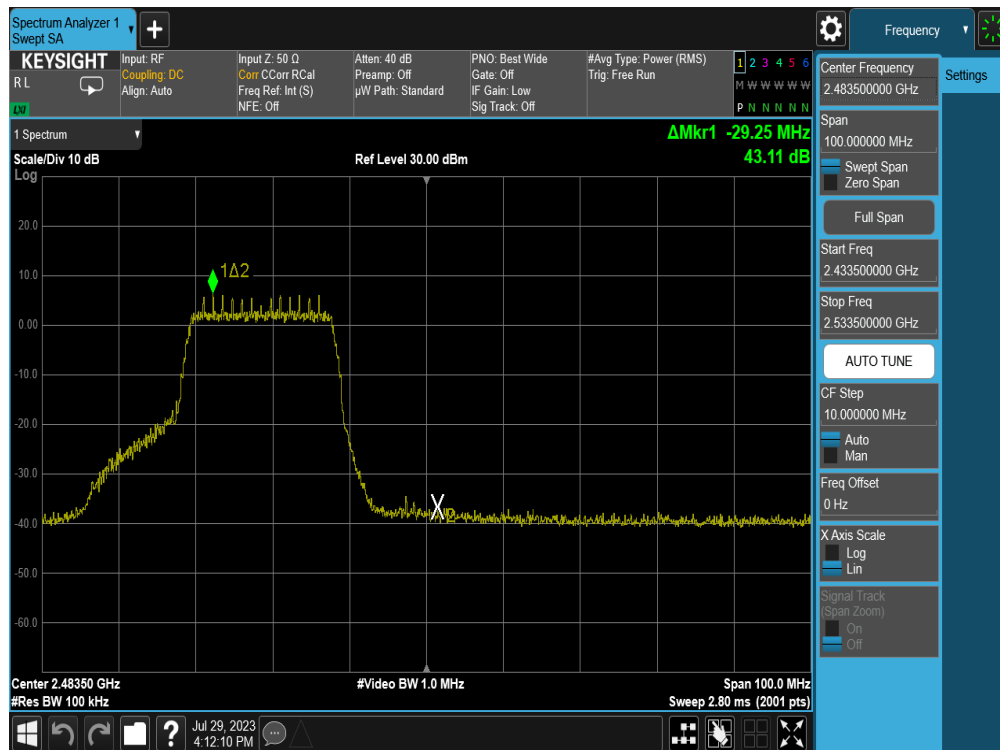 Spectrum Analyzer 1
Swept SA
+
Frequency
KEYSIGHT
R L
LXI
Input: RF
Coupling: DC
Align: Auto
Input Z: 50 Ω
Corr CCorr RCal
Freq Ref: Int (S)
NFE: Off
Atten: 40 dB
Preamp: Off
µW Path: Standard
PNO: Best Wide
Gate: Off
IF Gain: Low
Sig Track: Off
#Avg Type: Power (RMS)
Trig: Free Run
1 2 3 4 5 6
M W W W W W
P N N N N N
1 Spectrum
ΔMkr1 -29.25 MHz
43.11 dB
Scale/Div 10 dB
Ref Level 30.00 dBm
Log
20.0
10.0
0.00
-10.0
-20.0
-30.0
-40.0
-50.0
-60.0
1Δ2
X2
Center 2.48350 GHz
#Video BW 1.0 MHz
Span 100.0 MHz
#Res BW 100 kHz
Sweep 2.80 ms (2001 pts)
?
Jul 29, 2023
4:12:10 PM
Center Frequency
2.483500000 GHz
Settings
Span
100.000000 MHz
Swept Span
Zero Span
Full Span
Start Freq
2.433500000 GHz
Stop Freq
2.533500000 GHz
AUTO TUNE
CF Step
10.000000 MHz
Auto
Man
Freq Offset
0 Hz
X Axis Scale
Log
Lin
Signal Track
(Span Zoom)
On
Off